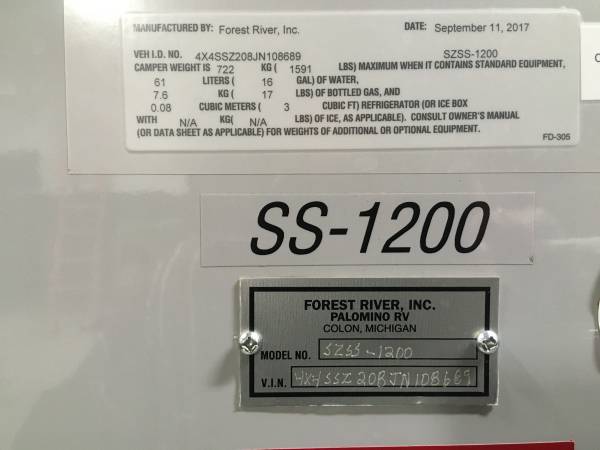 MANUFACTURED BY: Forest River, Inc. DATE: September 11, 2017
VEH I.D. NO. 4X4SSZ208JN108689 SZSS-1200
CAMPER WEIGHT IS 722 KG ( 1591 LBS) MAXIMUM WHEN IT CONTAINS STANDARD EQUIPMENT,
61 LITERS ( 16 GAL) OF WATER,
7.6 KG ( 17 LBS) OF BOTTLED GAS, AND
0.08 CUBIC METERS ( 3 CUBIC FT) REFRIGERATOR (OR ICE BOX
WITH N/A KG( N/A LBS) OF ICE, AS APPLICABLE). CONSULT OWNER'S MANUAL
(OR DATA SHEET AS APPLICABLE) FOR WEIGHTS OF ADDITIONAL OR OPTIONAL EQUIPMENT.
FD-305
SS-1200
FOREST RIVER, INC.
PALOMINO RV
COLON, MICHIGAN
MODEL NO. SZSS-1200
V.I.N. 4X4SSZ208JN108689